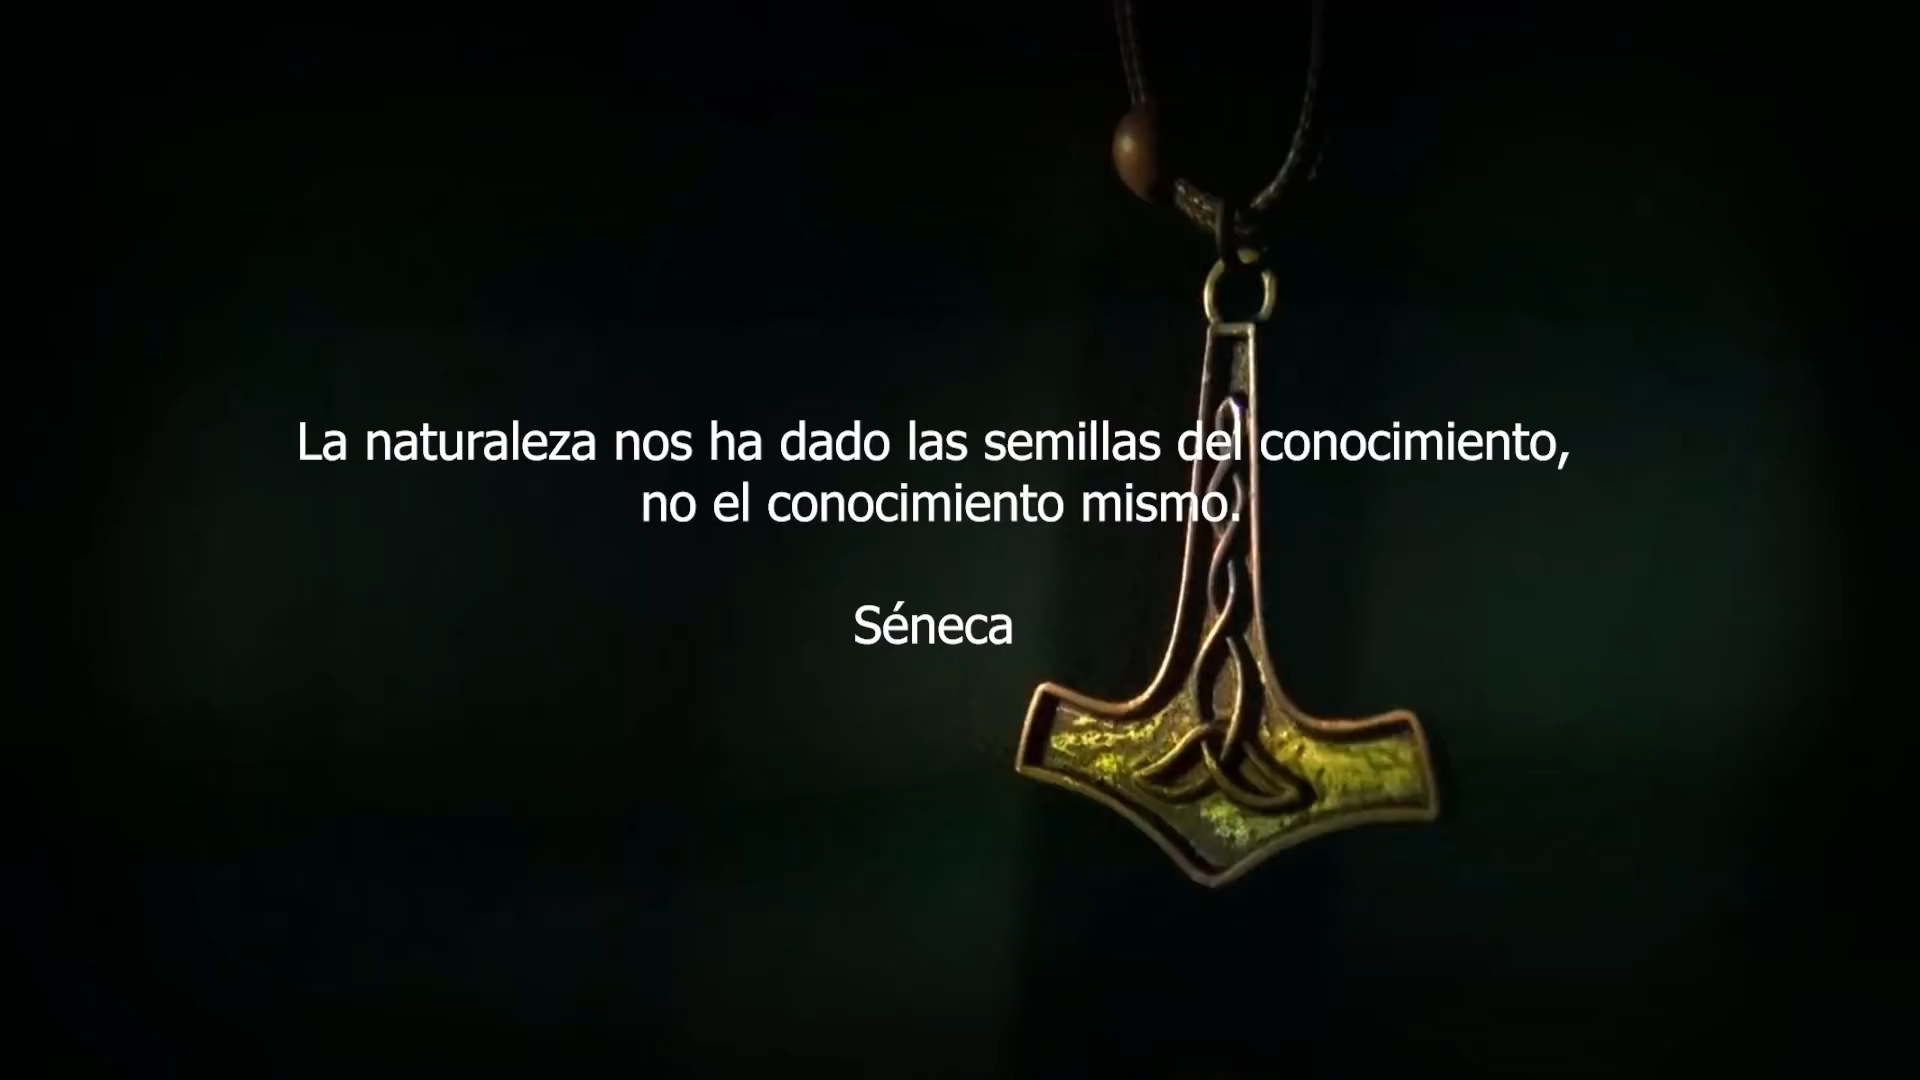 La naturaleza nos ha dado las semillas del conocimiento,
no el conocimiento mismo.
Séneca